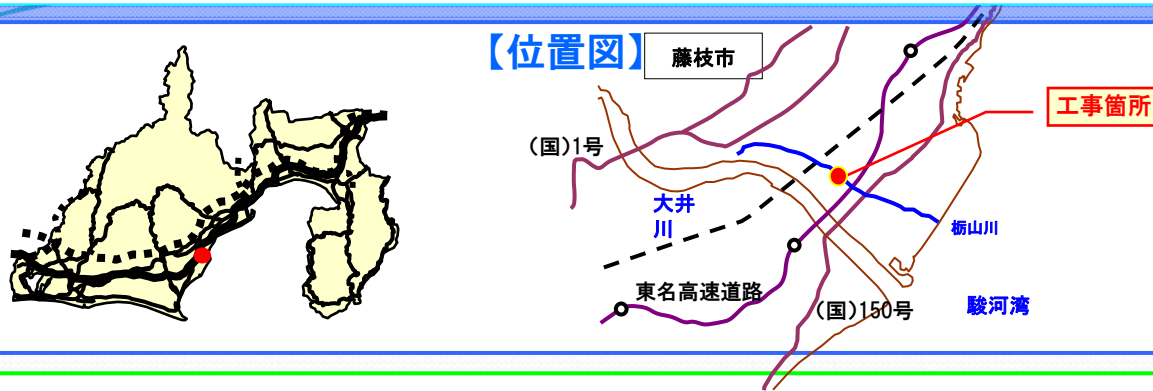 【位置図】
藤枝市
工事箇所
(国)1号
大井
川
栃山川
東名高速道路
(国)150号
駿河湾